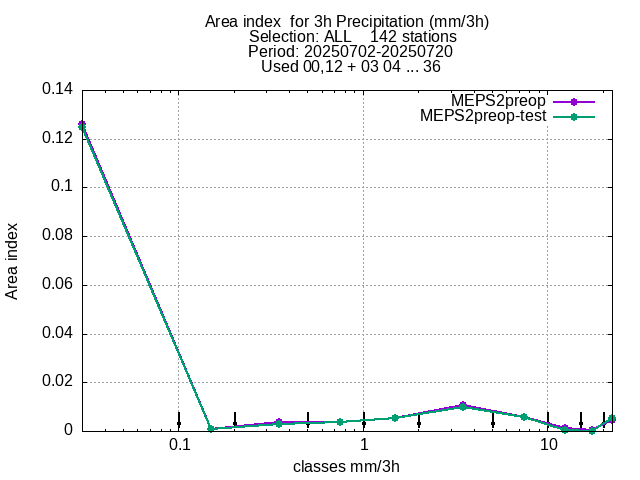 Area index  for 3h Precipitation (mm/3h)
Selection: ALL    142 stations
Period: 20250702-20250720
Used 00,12 + 03 04 ... 36
MEPS2preop
MEPS2preop-test
0.14
0.12
0.1
0.08
0.06
0.04
0.02
0
Area index
0.1
1
10
classes mm/3h